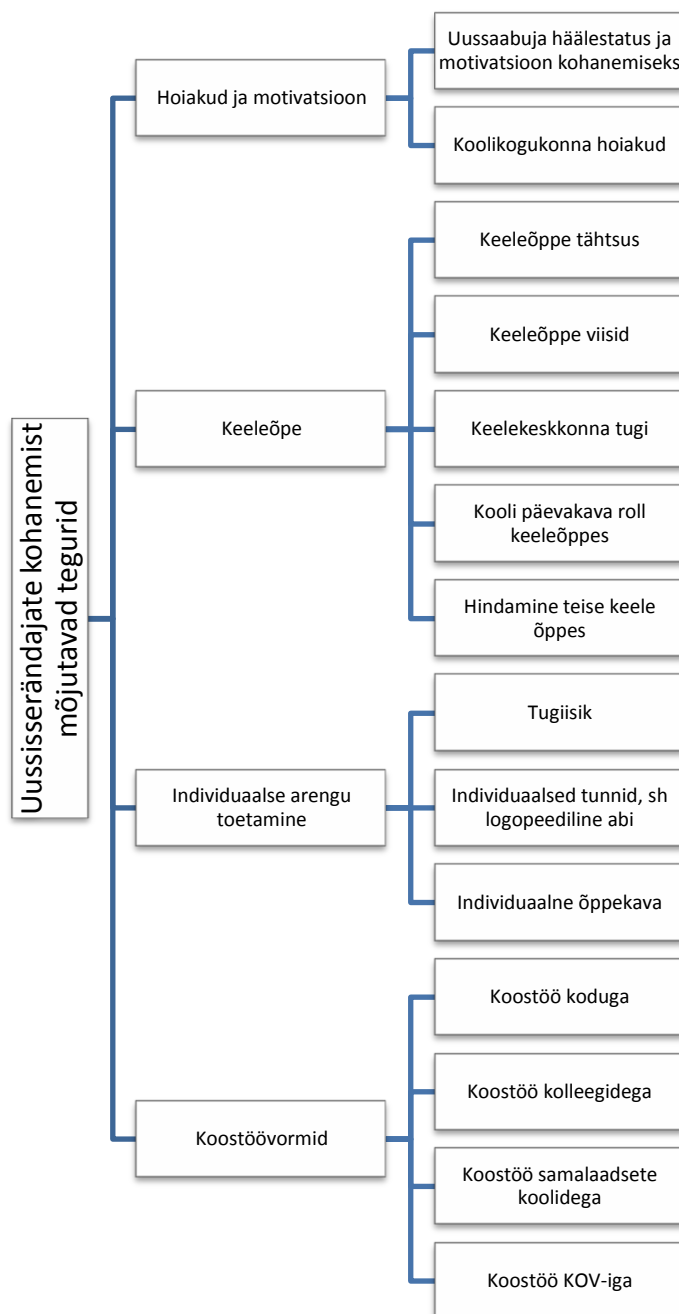 Uussisserändajate kohanemist
mõjutavad tegurid
Hoiakud ja motivatsioon
Uussaabuja häälestatus ja
motivatsioon kohanemiseks
Koolikogukonna hoiakud
Keeleõpe
Keeleõppe tähtsus
Keeleõppe viisid
Keelekeskkonna tugi
Kooli päevakava roll
keeleõppes
Hindamine teise keele
õppes
Individuaalse arengu
toetamine
Tugiisik
Individuaalsed tunnid, sh
logopeediline abi
Individuaalne õppekava
Koostöövormid
Koostöö koduga
Koostöö kolleegidega
Koostöö samalaadsete
koolidega
Koostöö KOV-iga